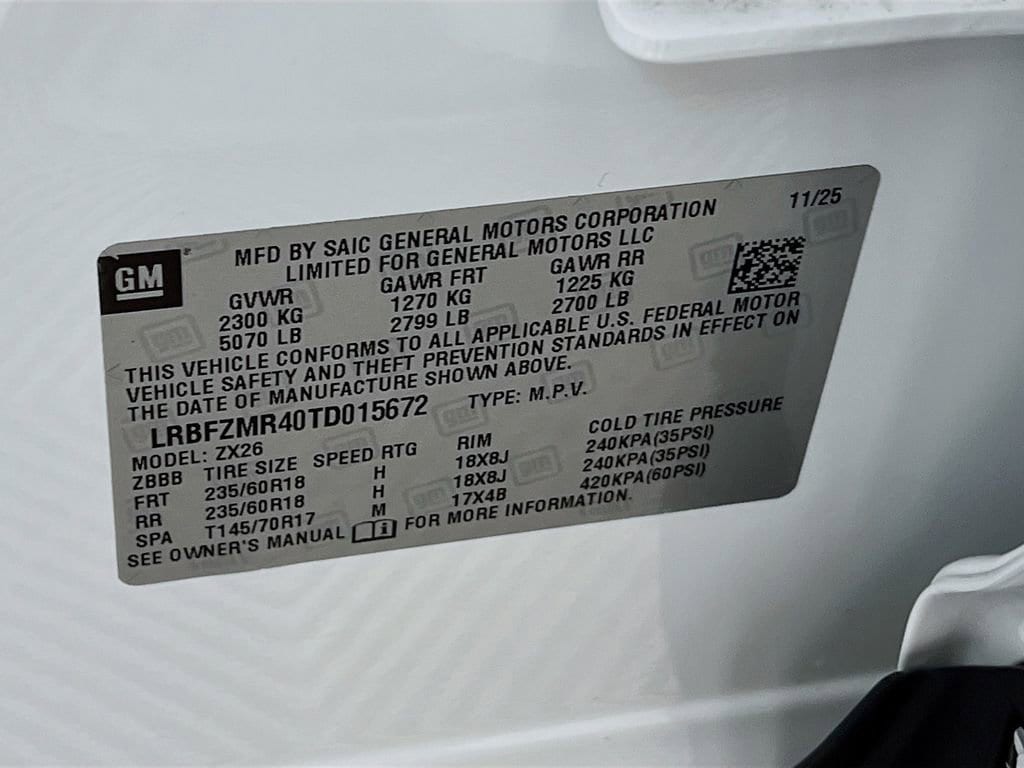 GM
11/25
MFD BY SAIC GENERAL MOTORS CORPORATION
LIMITED FOR GENERAL MOTORS LLC
GVWR GAWR FRT GAWR RR
2300 KG 1270 KG 1225 KG
5070 LB 2799 LB 2700 LB
THIS VEHICLE CONFORMS TO ALL APPLICABLE U.S. FEDERAL MOTOR
VEHICLE SAFETY AND THEFT PREVENTION STANDARDS IN EFFECT ON
THE DATE OF MANUFACTURE SHOWN ABOVE.
LRBFZMR40TD015672 TYPE: M.P.V.
MODEL: ZX26
ZBBB TIRE SIZE SPEED RTG RIM COLD TIRE PRESSURE
FRT 235/60R18 H 18X8J 240KPA(35PSI)
RR 235/60R18 H 18X8J 240KPA(35PSI)
SPA T145/70R17 M 17X4B 420KPA(60PSI)
SEE OWNER'S MANUAL FOR MORE INFORMATION.